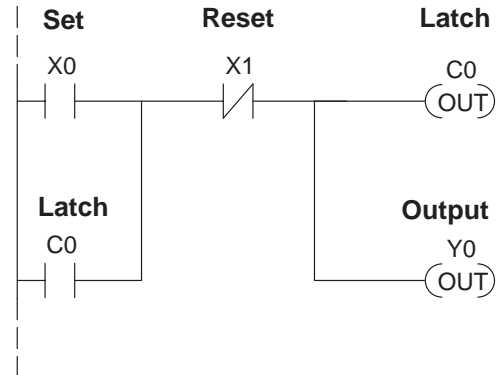 Set Reset Latch
X0 X1 C0
OUT
Latch Output
C0 Y0
OUT